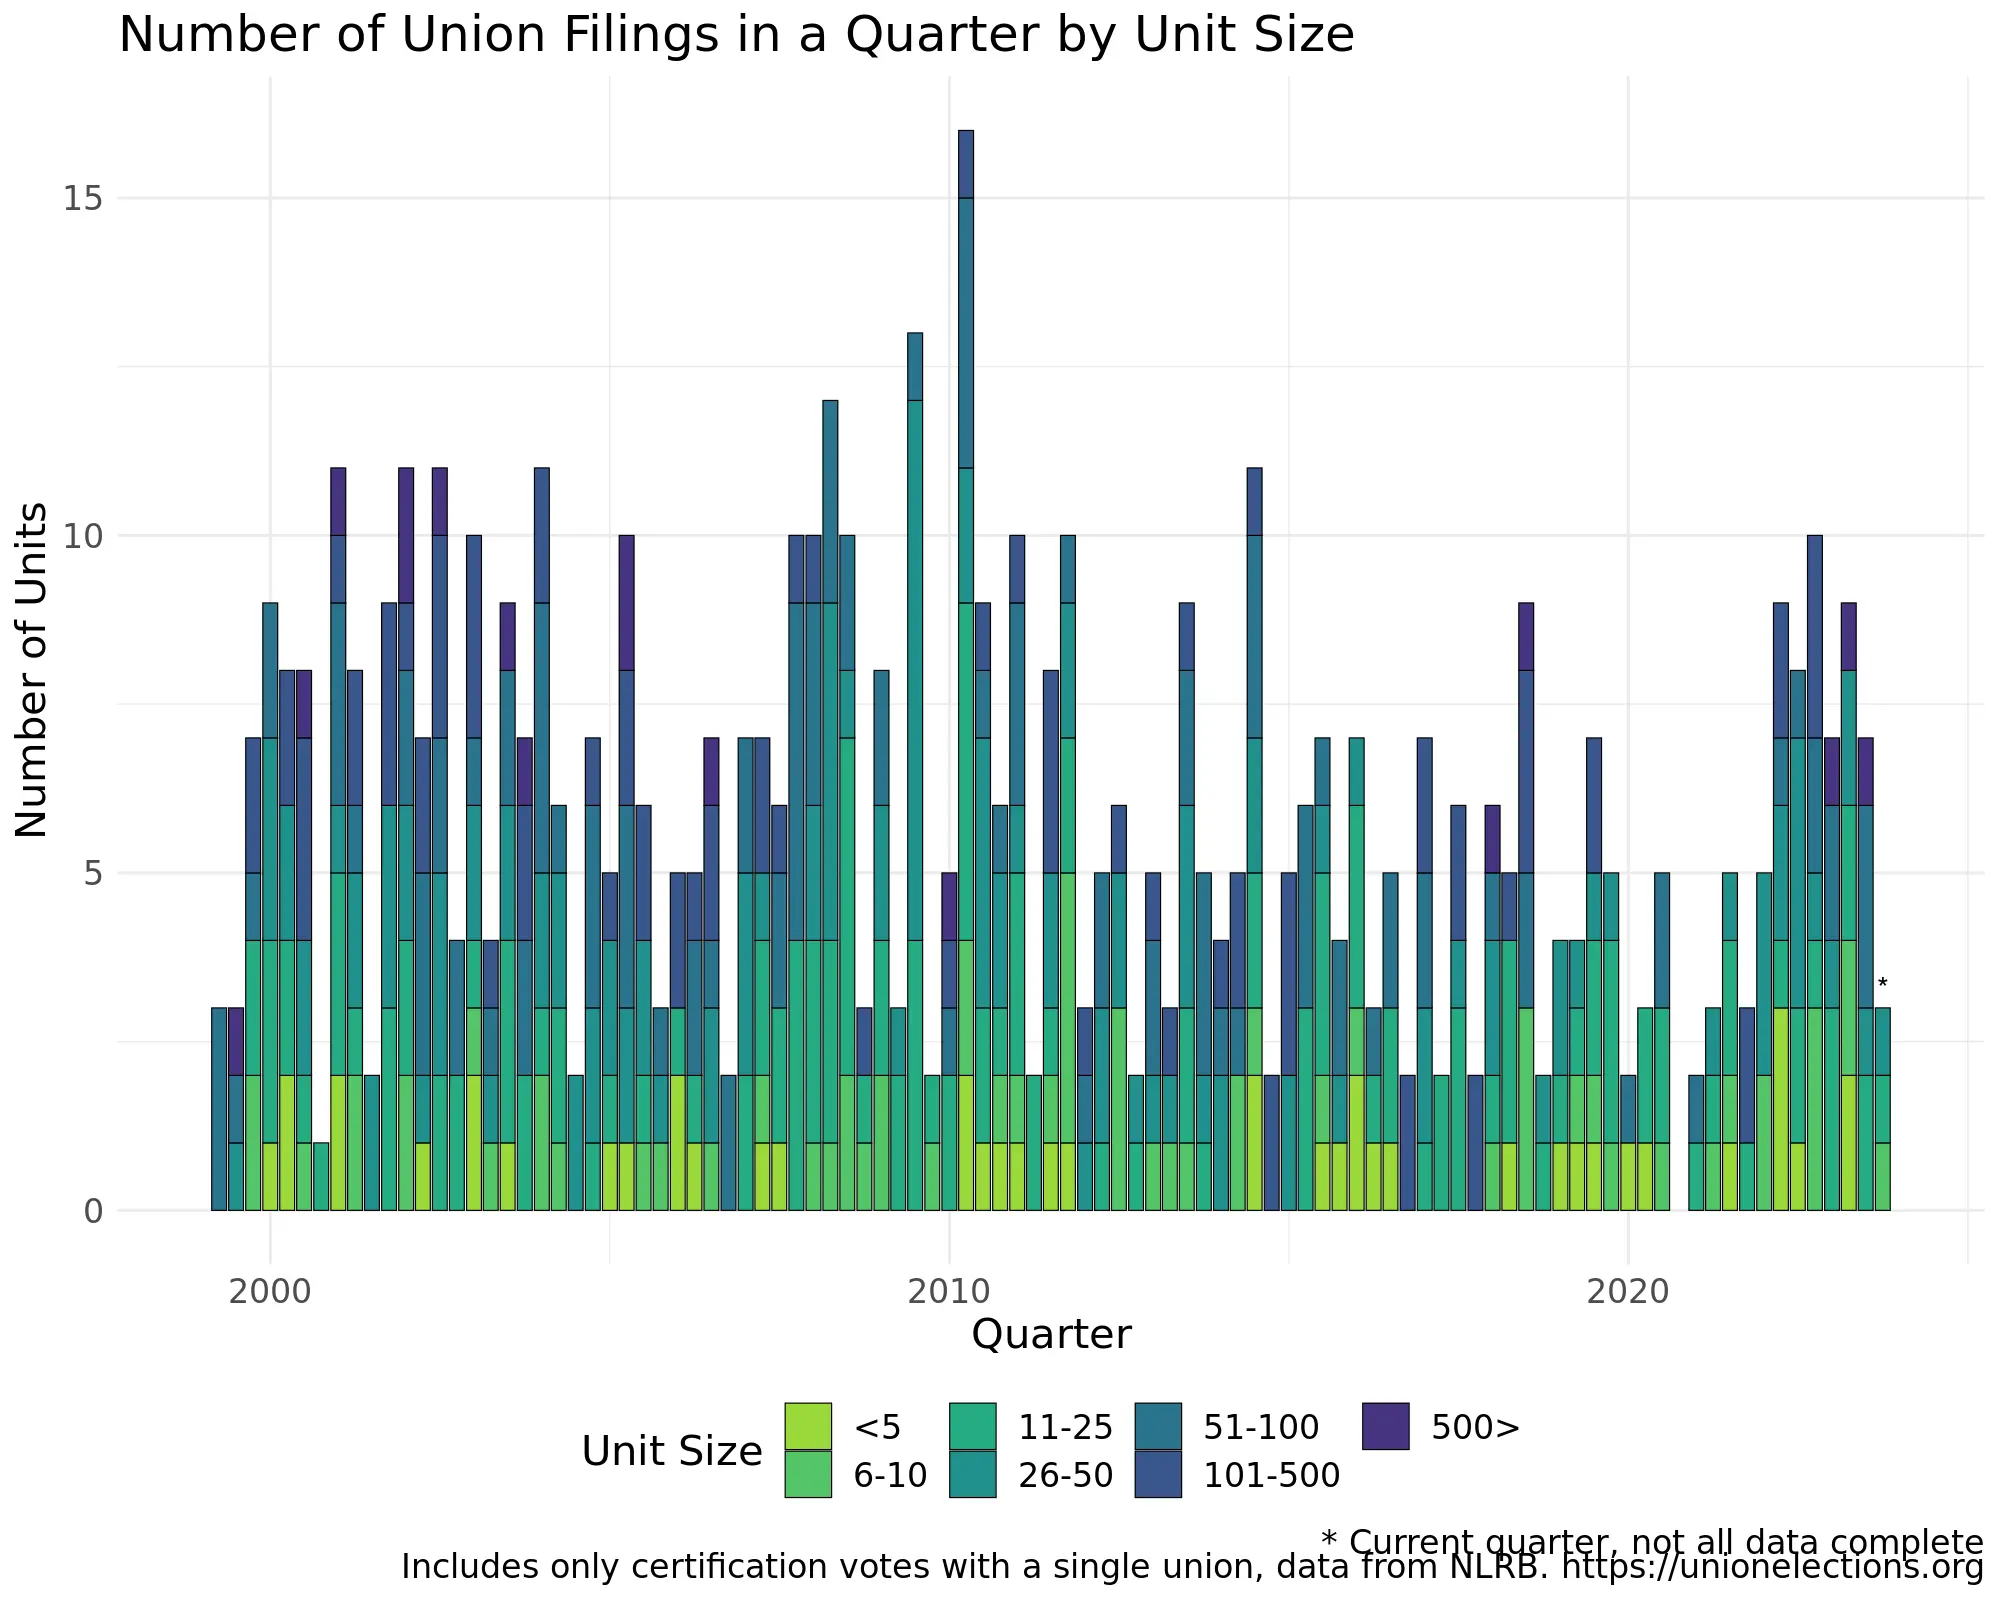 Number of Union Filings in a Quarter by Unit Size
Number of Units
15
10
5
0
*
2000 2010 2020
Quarter
Unit Size
<5 11-25 51-100 500>
6-10 26-50 101-500
* Current quarter, not all data complete
Includes only certification votes with a single union, data from NLRB. https://unionelections.org